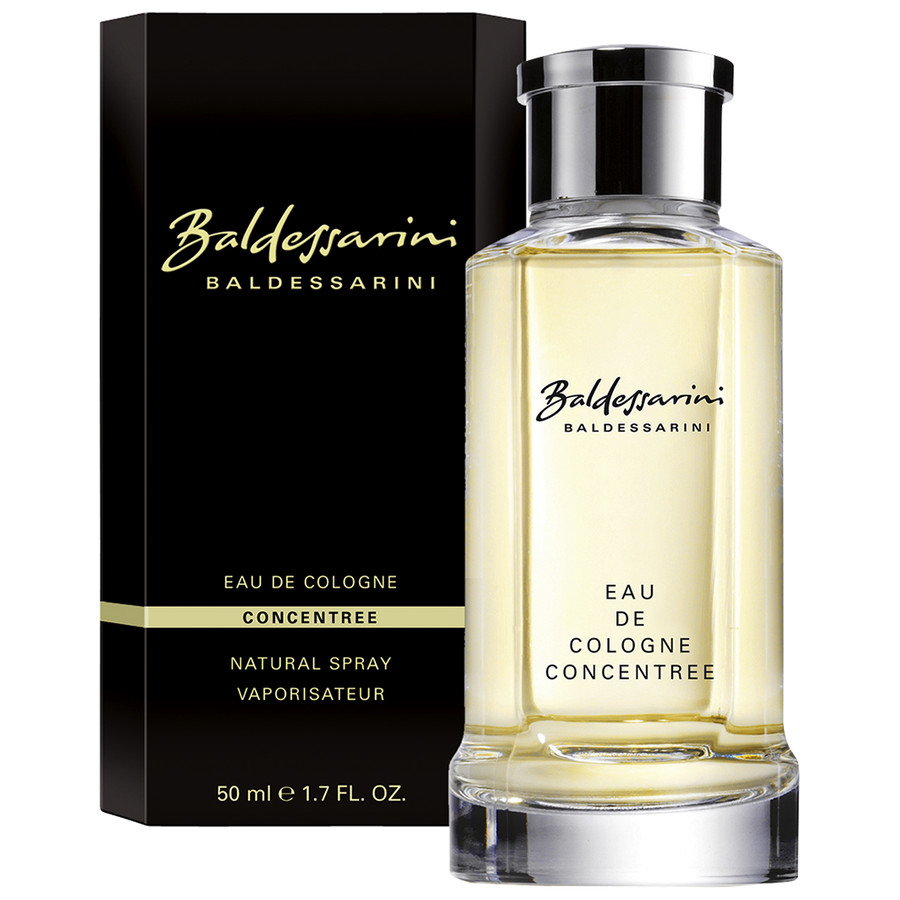 Baldessarini
BALDESSARINI
EAU DE COLOGNE
CONCENTREE
NATURAL SPRAY
VAPORISATEUR
50 ml ℮ 1.7 FL. OZ.
Baldessarini
BALDESSARINI
EAU
DE
COLOGNE
CONCENTREE